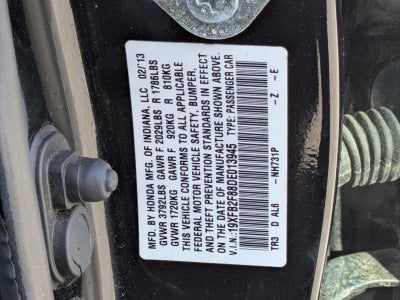 MFD. BY HONDA MFG. OF INDIANA, LLC 02/13
GVWR 3792LBS GAWR F 2029LBS R 1786LBS
GVWR 1720KG GAWR F 920KG R 810KG
THIS VEHICLE CONFORMS TO ALL APPLICABLE
FEDERAL MOTOR VEHICLE SAFETY, BUMPER,
AND THEFT PREVENTION STANDARDS IN EFFECT
ON THE DATE OF MANUFACTURE SHOWN ABOVE.
V.I.N.: 19XFB2F68DE013945 TYPE: PASSENGER CAR
TR3 D AL6 -NH731P -Z -E